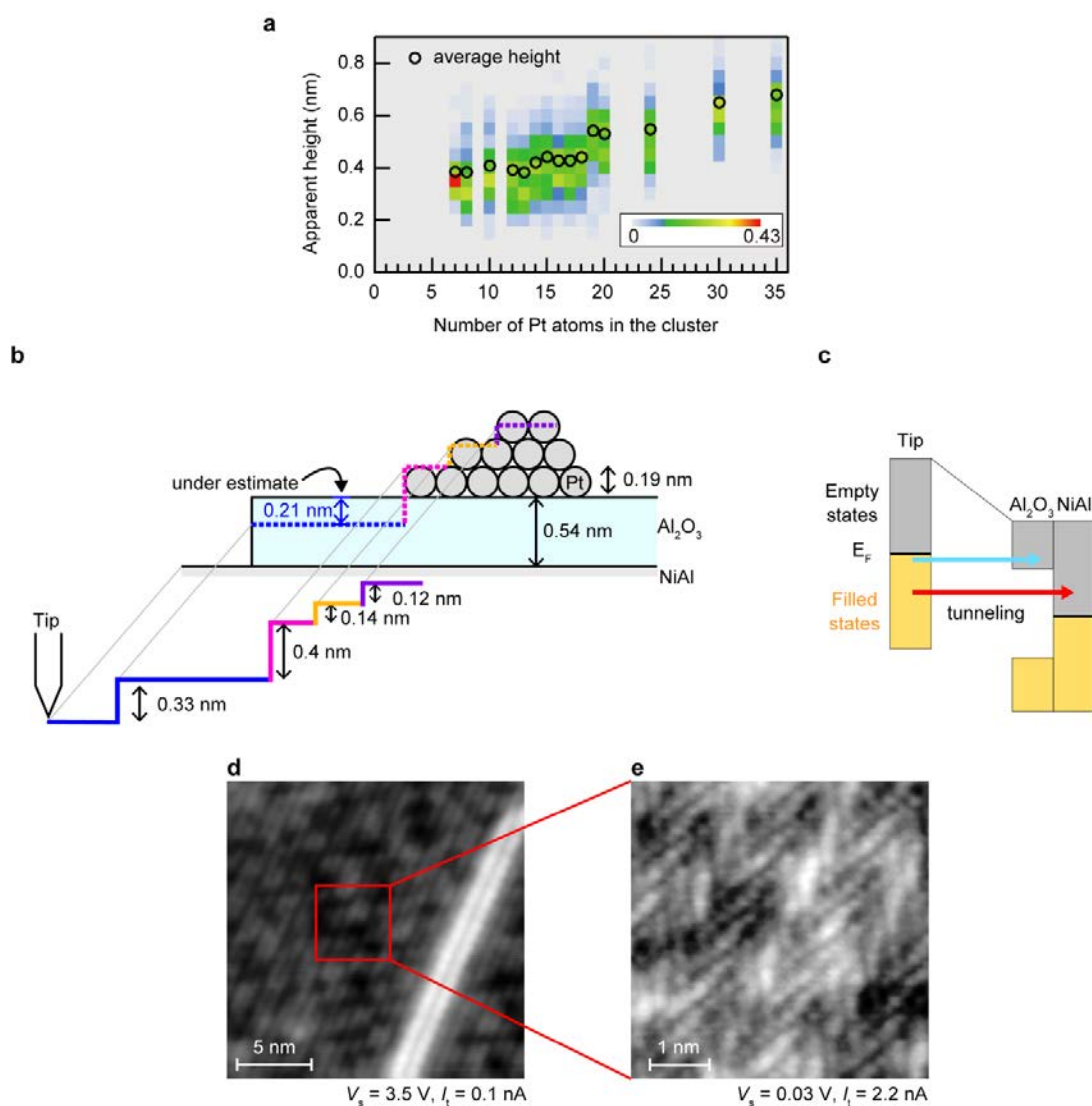 a
average height
Apparent height (nm)
0.8
0.6
0.4
0.2
0.0
0 0.43
0 5 10 15 20 25 30 35
Number of Pt atoms in the cluster
b
under estimate
0.21 nm
Pt
0.19 nm
0.54 nm
Al₂O₃
NiAl
0.12 nm
0.14 nm
0.4 nm
0.33 nm
Tip
c
Tip
Al₂O₃ NiAl
Empty
states
E_F
Filled
states
tunneling
d
5 nm
Vₛ = 3.5 V, Iₜ = 0.1 nA
e
1 nm
Vₛ = 0.03 V, Iₜ = 2.2 nA